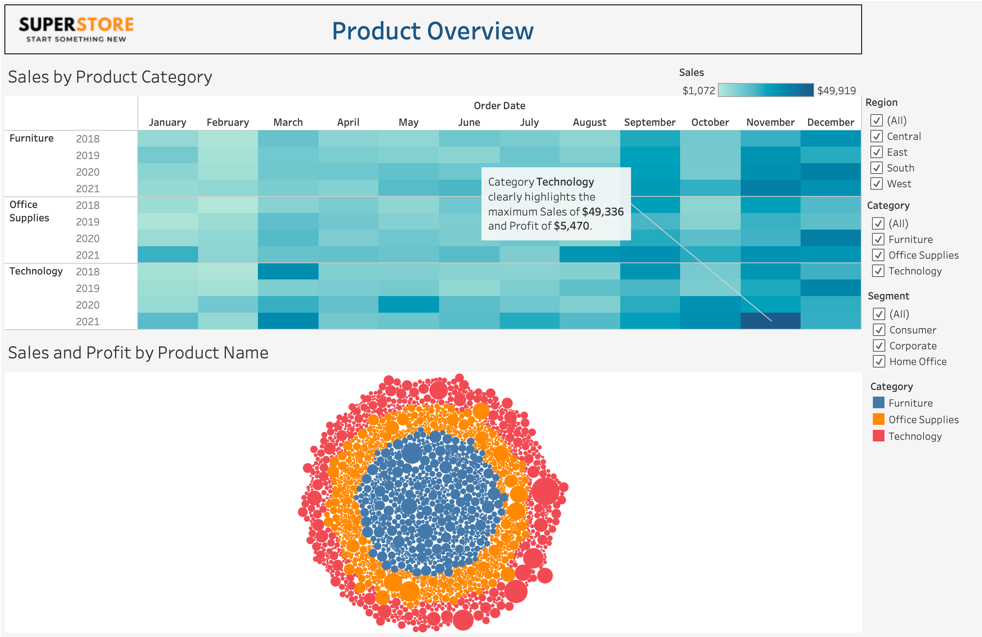 SUPERSTORE
START SOMETHING NEW
Product Overview
Sales by Product Category
Sales
$1,072 $49,919
Order Date
January February March April May June July August September October November December
Furniture 2018
2019
2020
2021
Office Supplies 2018
2019
2020
2021
Technology 2018
2019
2020
2021
Category Technology
clearly highlights the
maximum Sales of $49,336
and Profit of $5,470.
Sales and Profit by Product Name
Region
(All)
Central
East
South
West
Category
(All)
Furniture
Office Supplies
Technology
Segment
(All)
Consumer
Corporate
Home Office
Category
Furniture
Office Supplies
Technology